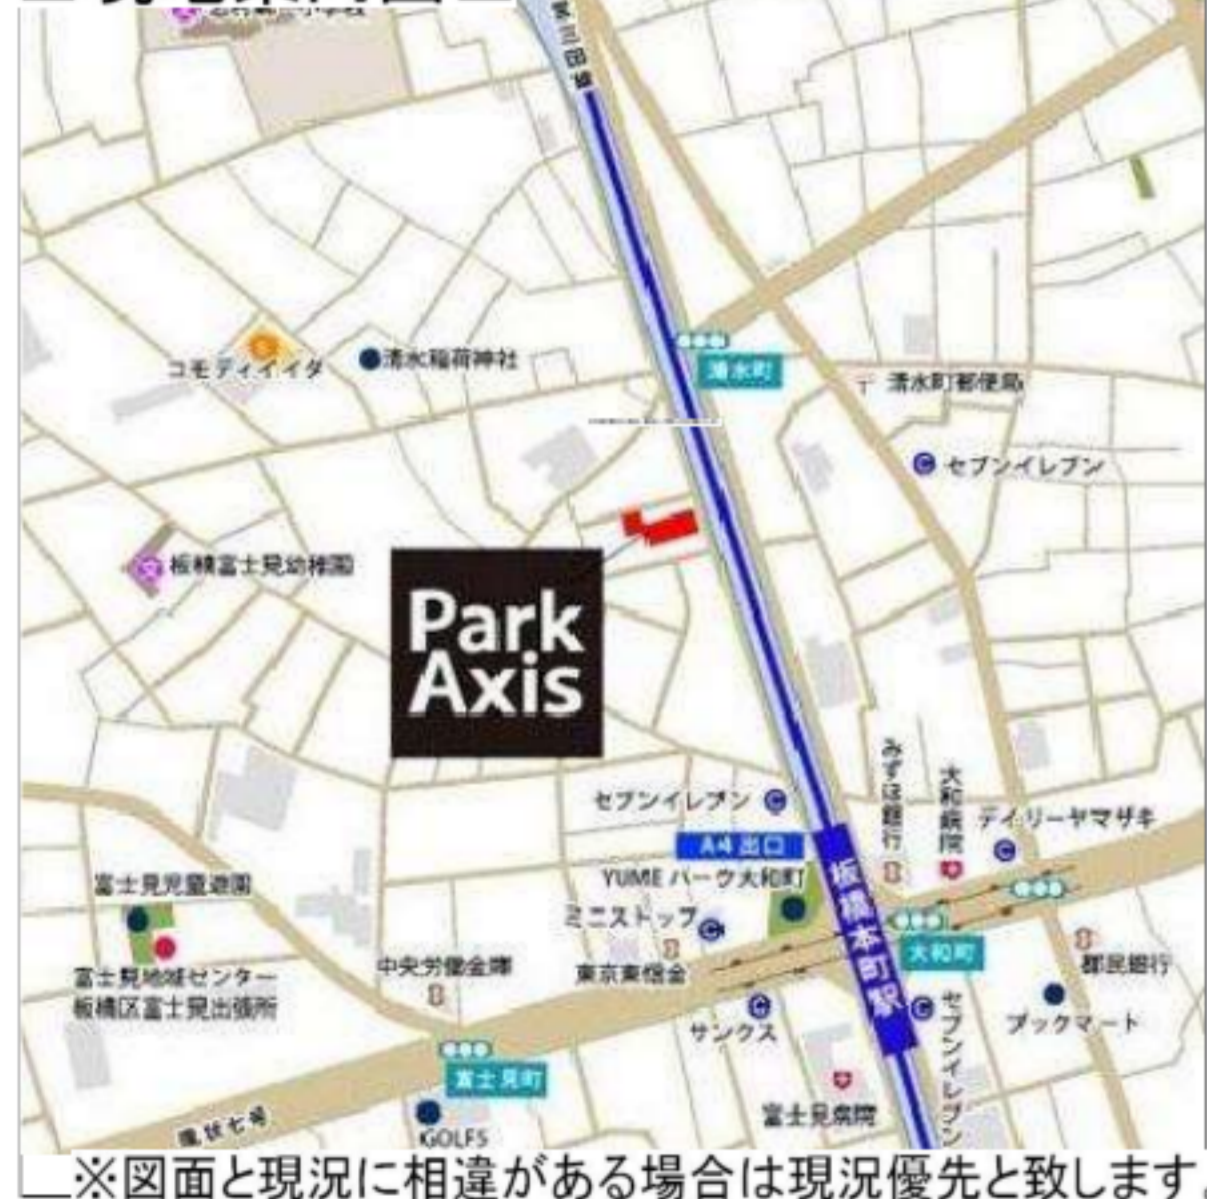 コモディイイダ
清水稲荷神社
清水町
清水町郵便局
セブンイレブン
板橋富士見幼稚園
Park
Axis
みずほ銀行
大和病院
デイリーヤマザキ
セブンイレブン
A4出口
YUMEパーク大和町
板橋本町駅
富士見児童遊園
ミニストップ
大和町
富士見地域センター
板橋区富士見出張所
中央労働金庫
東京東信金
都民銀行
サンクス
セブンイレブン
ブックマート
富士見町
富士見病院
環状七号
GOLF5
※図面と現況に相違がある場合は現況優先と致します